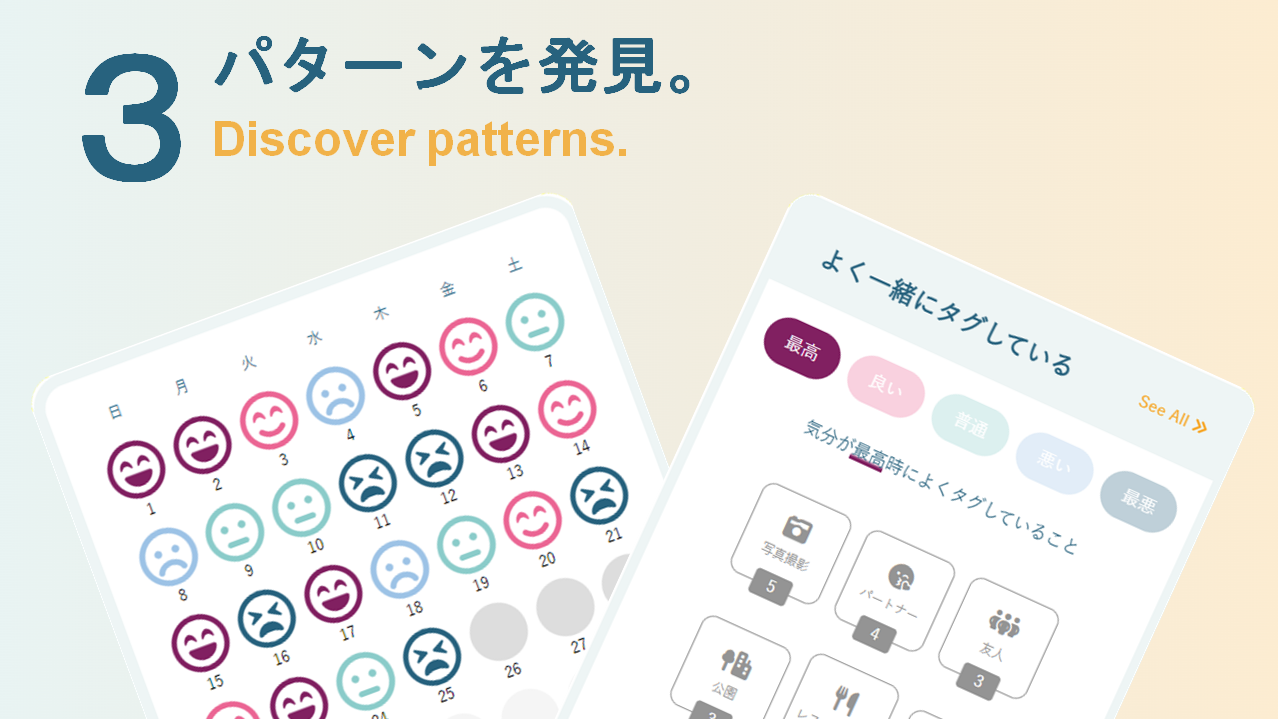 3
パターンを発見。
Discover patterns.
日 月 火 水 木 金 土
1 2 3 4 5 6 7
8 9 10 11 12 13 14
15 16 17 18 19 20 21
25 26 27
よく一緒にタグしている
See All
最高 良い 普通 悪い 最悪
気分が最高時によくタグしていること
写真撮影 パートナー 友人
5 4 3
公園